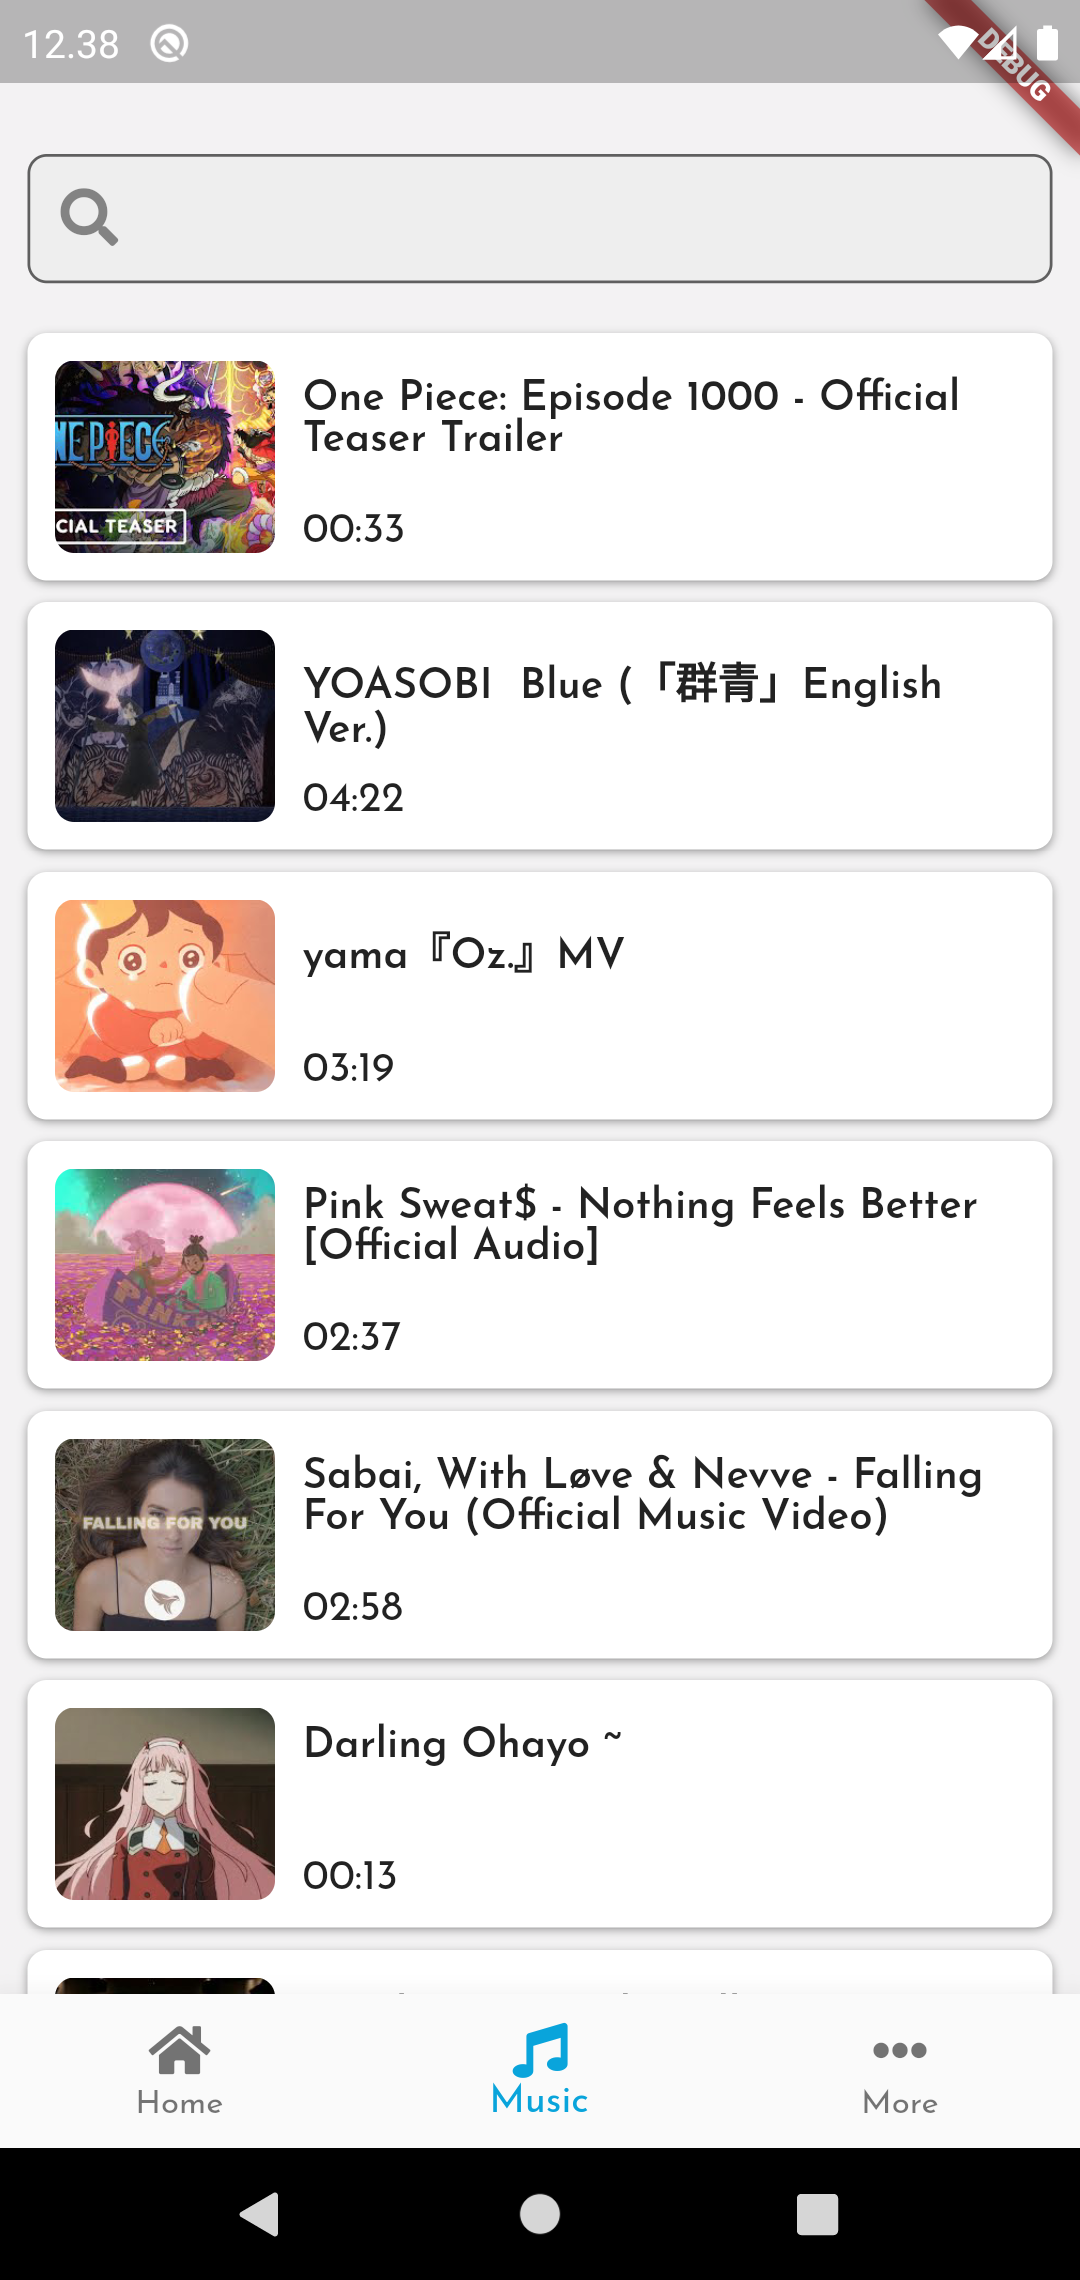 12.38
DEBUG
One Piece: Episode 1000 - Official
Teaser Trailer
NE PIECE
CIAL TEASER
00:33
YOASOBI  Blue (「群青」English
Ver.)
04:22
yama『Oz.』MV
03:19
Pink Sweat$ - Nothing Feels Better
[Official Audio]
PINK
02:37
Sabai, With Løve & Nevve - Falling
For You (Official Music Video)
FALLING FOR YOU
02:58
Darling Ohayo ~
00:13
Home
Music
More